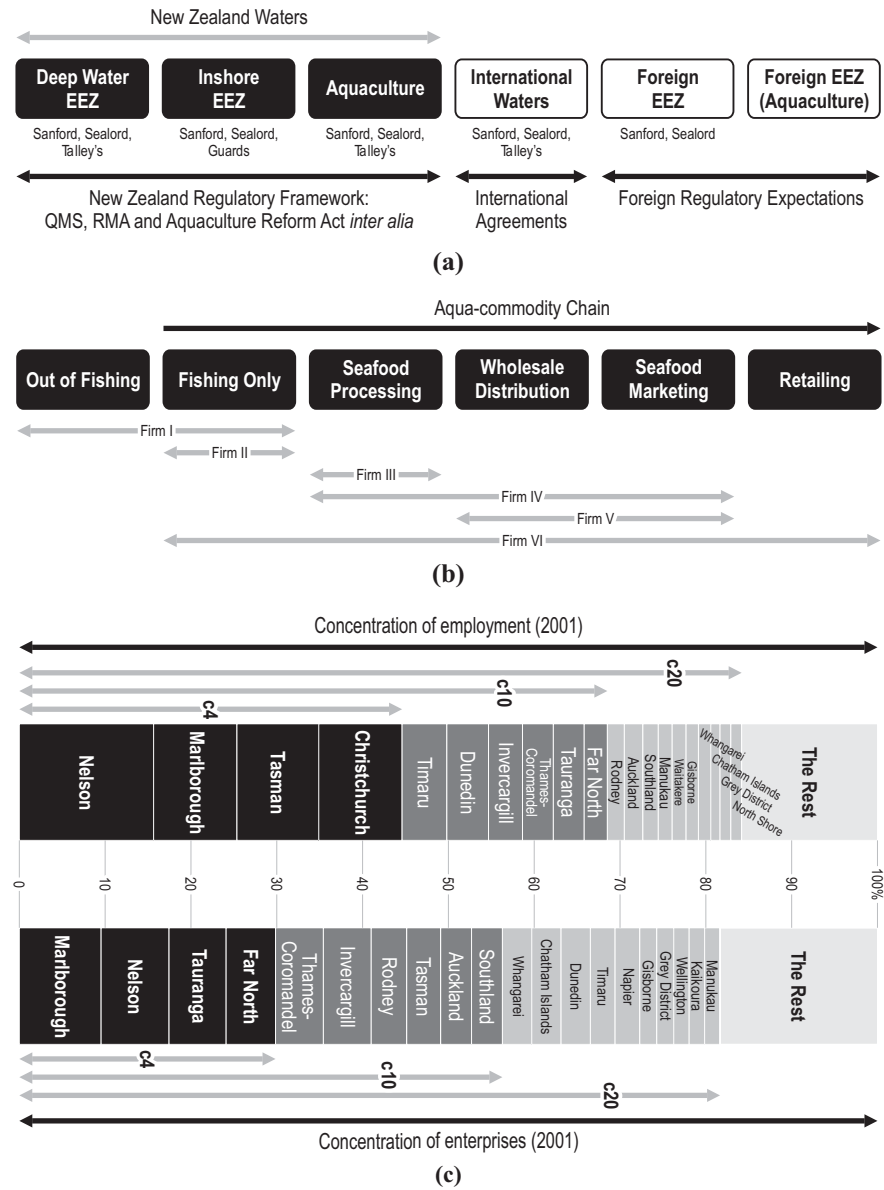 New Zealand Waters
Deep Water
EEZ
Inshore
EEZ
Aquaculture
International
Waters
Foreign
EEZ
Foreign EEZ
(Aquaculture)
Sanford, Sealord,
Talley's
Sanford, Sealord,
Guards
Sanford, Sealord,
Talley's
Sanford, Sealord,
Talley's
Sanford, Sealord
New Zealand Regulatory Framework:
QMS, RMA and Aquaculture Reform Act inter alia
International
Agreements
Foreign Regulatory Expectations
(a)
Aqua-commodity Chain
Out of Fishing
Fishing Only
Seafood
Processing
Wholesale
Distribution
Seafood
Marketing
Retailing
Firm I
Firm II
Firm III
Firm IV
Firm V
Firm VI
(b)
Concentration of employment (2001)
c20
c10
c4
Nelson
Marlborough
Tasman
Christchurch
Timaru
Dunedin
Invercargill
Thames-
Coromandel
Tauranga
Far North
Rodney
Auckland
Southland
Manukau
Waitakere
Gisborne
Whangarei
Chatham Islands
Grey District
North Shore
The Rest
0
10
20
30
40
50
60
70
80
90
100%
Marlborough
Nelson
Tauranga
Far North
Thames-
Coromandel
Invercargill
Rodney
Tasman
Auckland
Southland
Whangarei
Chatham Islands
Dunedin
Timaru
Napier
Gisborne
Grey District
Wellington
Kaikoura
Manukau
The Rest
c4
c10
c20
Concentration of enterprises (2001)
(c)